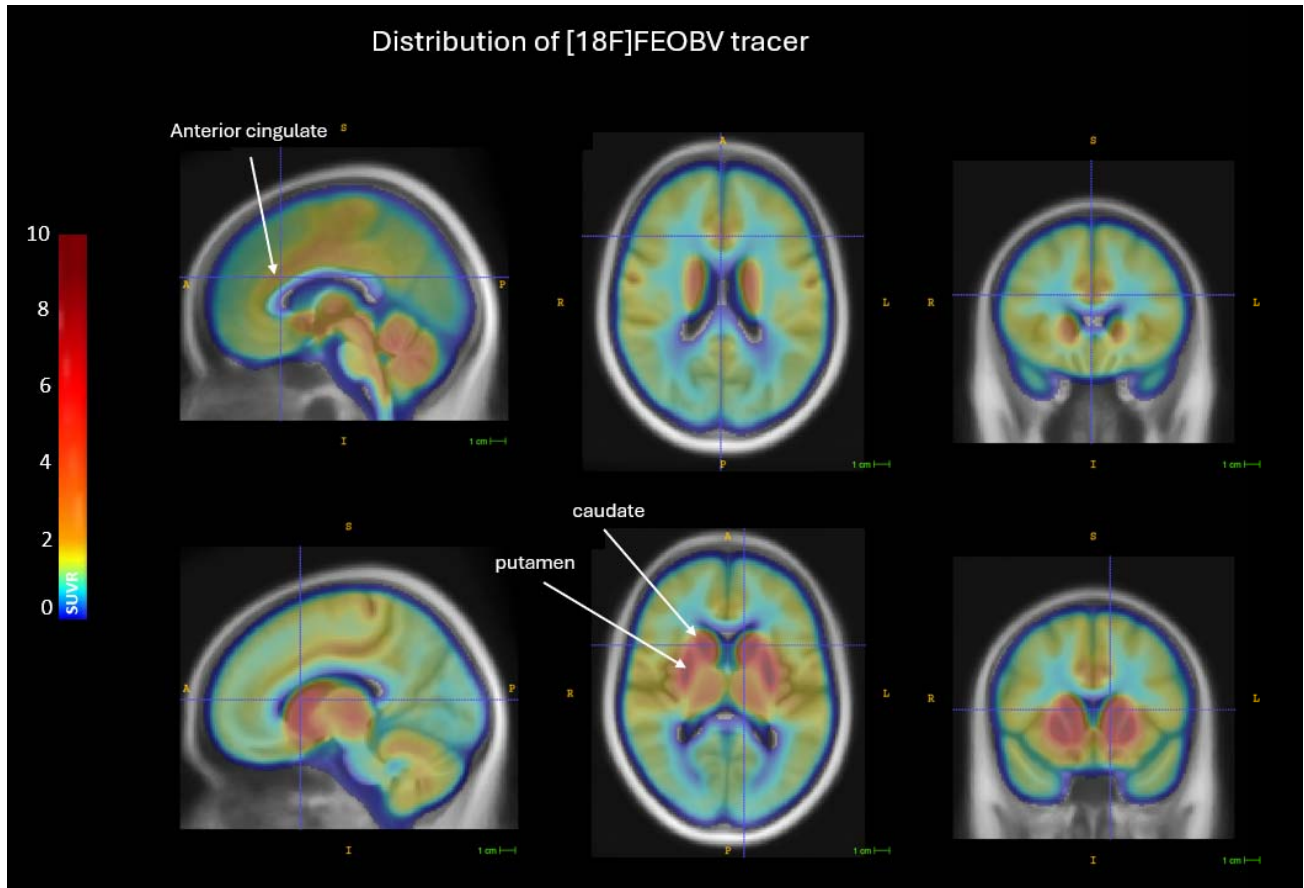 Distribution of [18F]FEOBV tracer
Anterior cingulate
S
A
P
I
1 cm
A
R
L
P
1 cm
S
R
L
I
1 cm
10
8
6
4
2
0
SUVR
caudate
putamen
S
A
P
I
1 cm
A
R
L
P
1 cm
S
R
L
I
1 cm